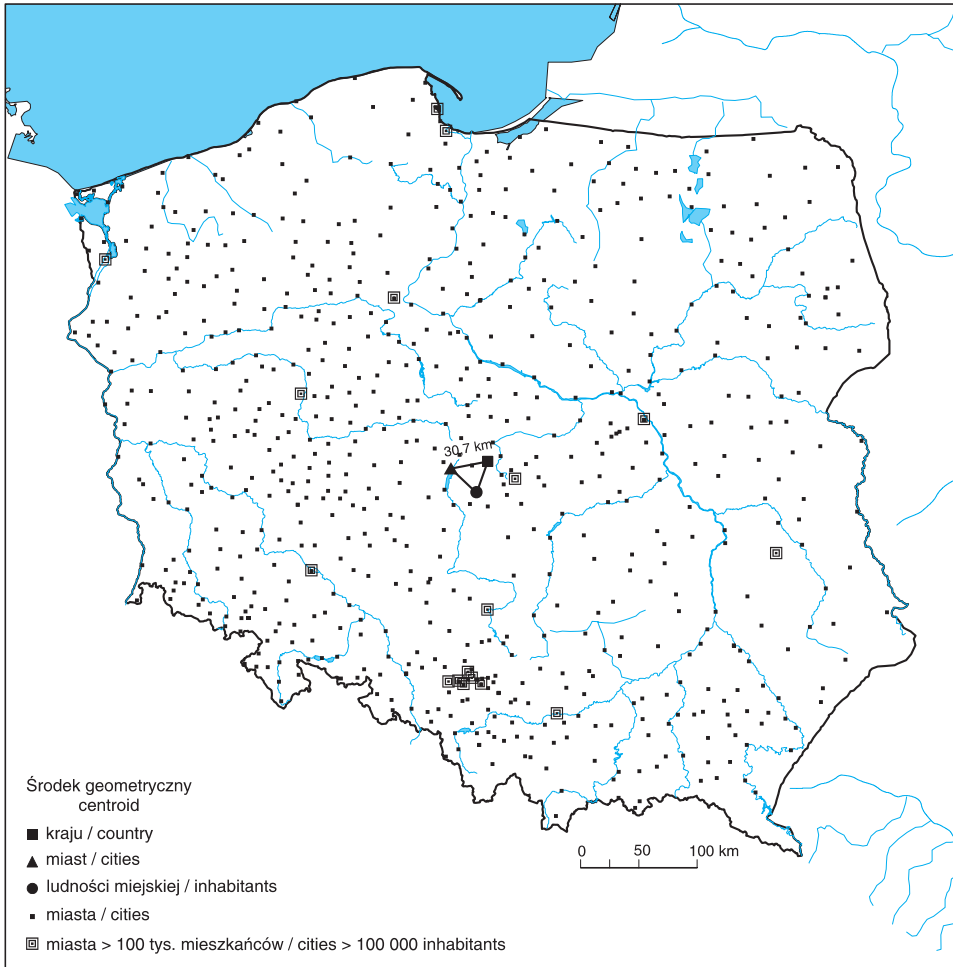 30,7 km
Środek geometryczny
centroid
kraju / country
miast / cities
ludności miejskiej / inhabitants
miasta / cities
miasta > 100 tys. mieszkańców / cities > 100 000 inhabitants
0 50 100 km